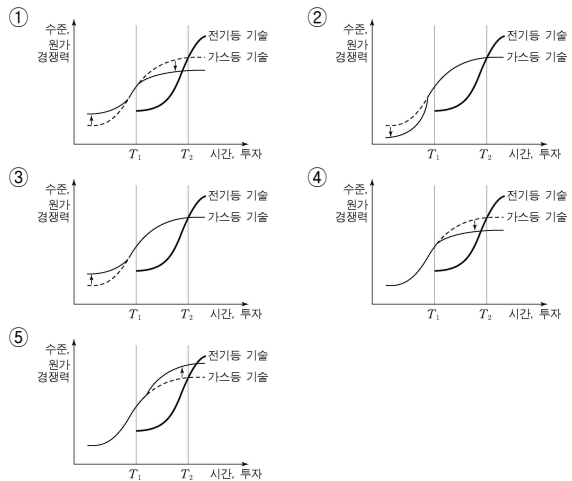 ①
수준,
원가
경쟁력
전기등 기술
가스등 기술
T₁
T₂
시간, 투자
②
수준,
원가
경쟁력
전기등 기술
가스등 기술
T₁
T₂
시간, 투자
③
수준,
원가
경쟁력
전기등 기술
가스등 기술
T₁
T₂
시간, 투자
④
수준,
원가
경쟁력
전기등 기술
가스등 기술
T₁
T₂
시간, 투자
⑤
수준,
원가
경쟁력
전기등 기술
가스등 기술
T₁
T₂
시간, 투자